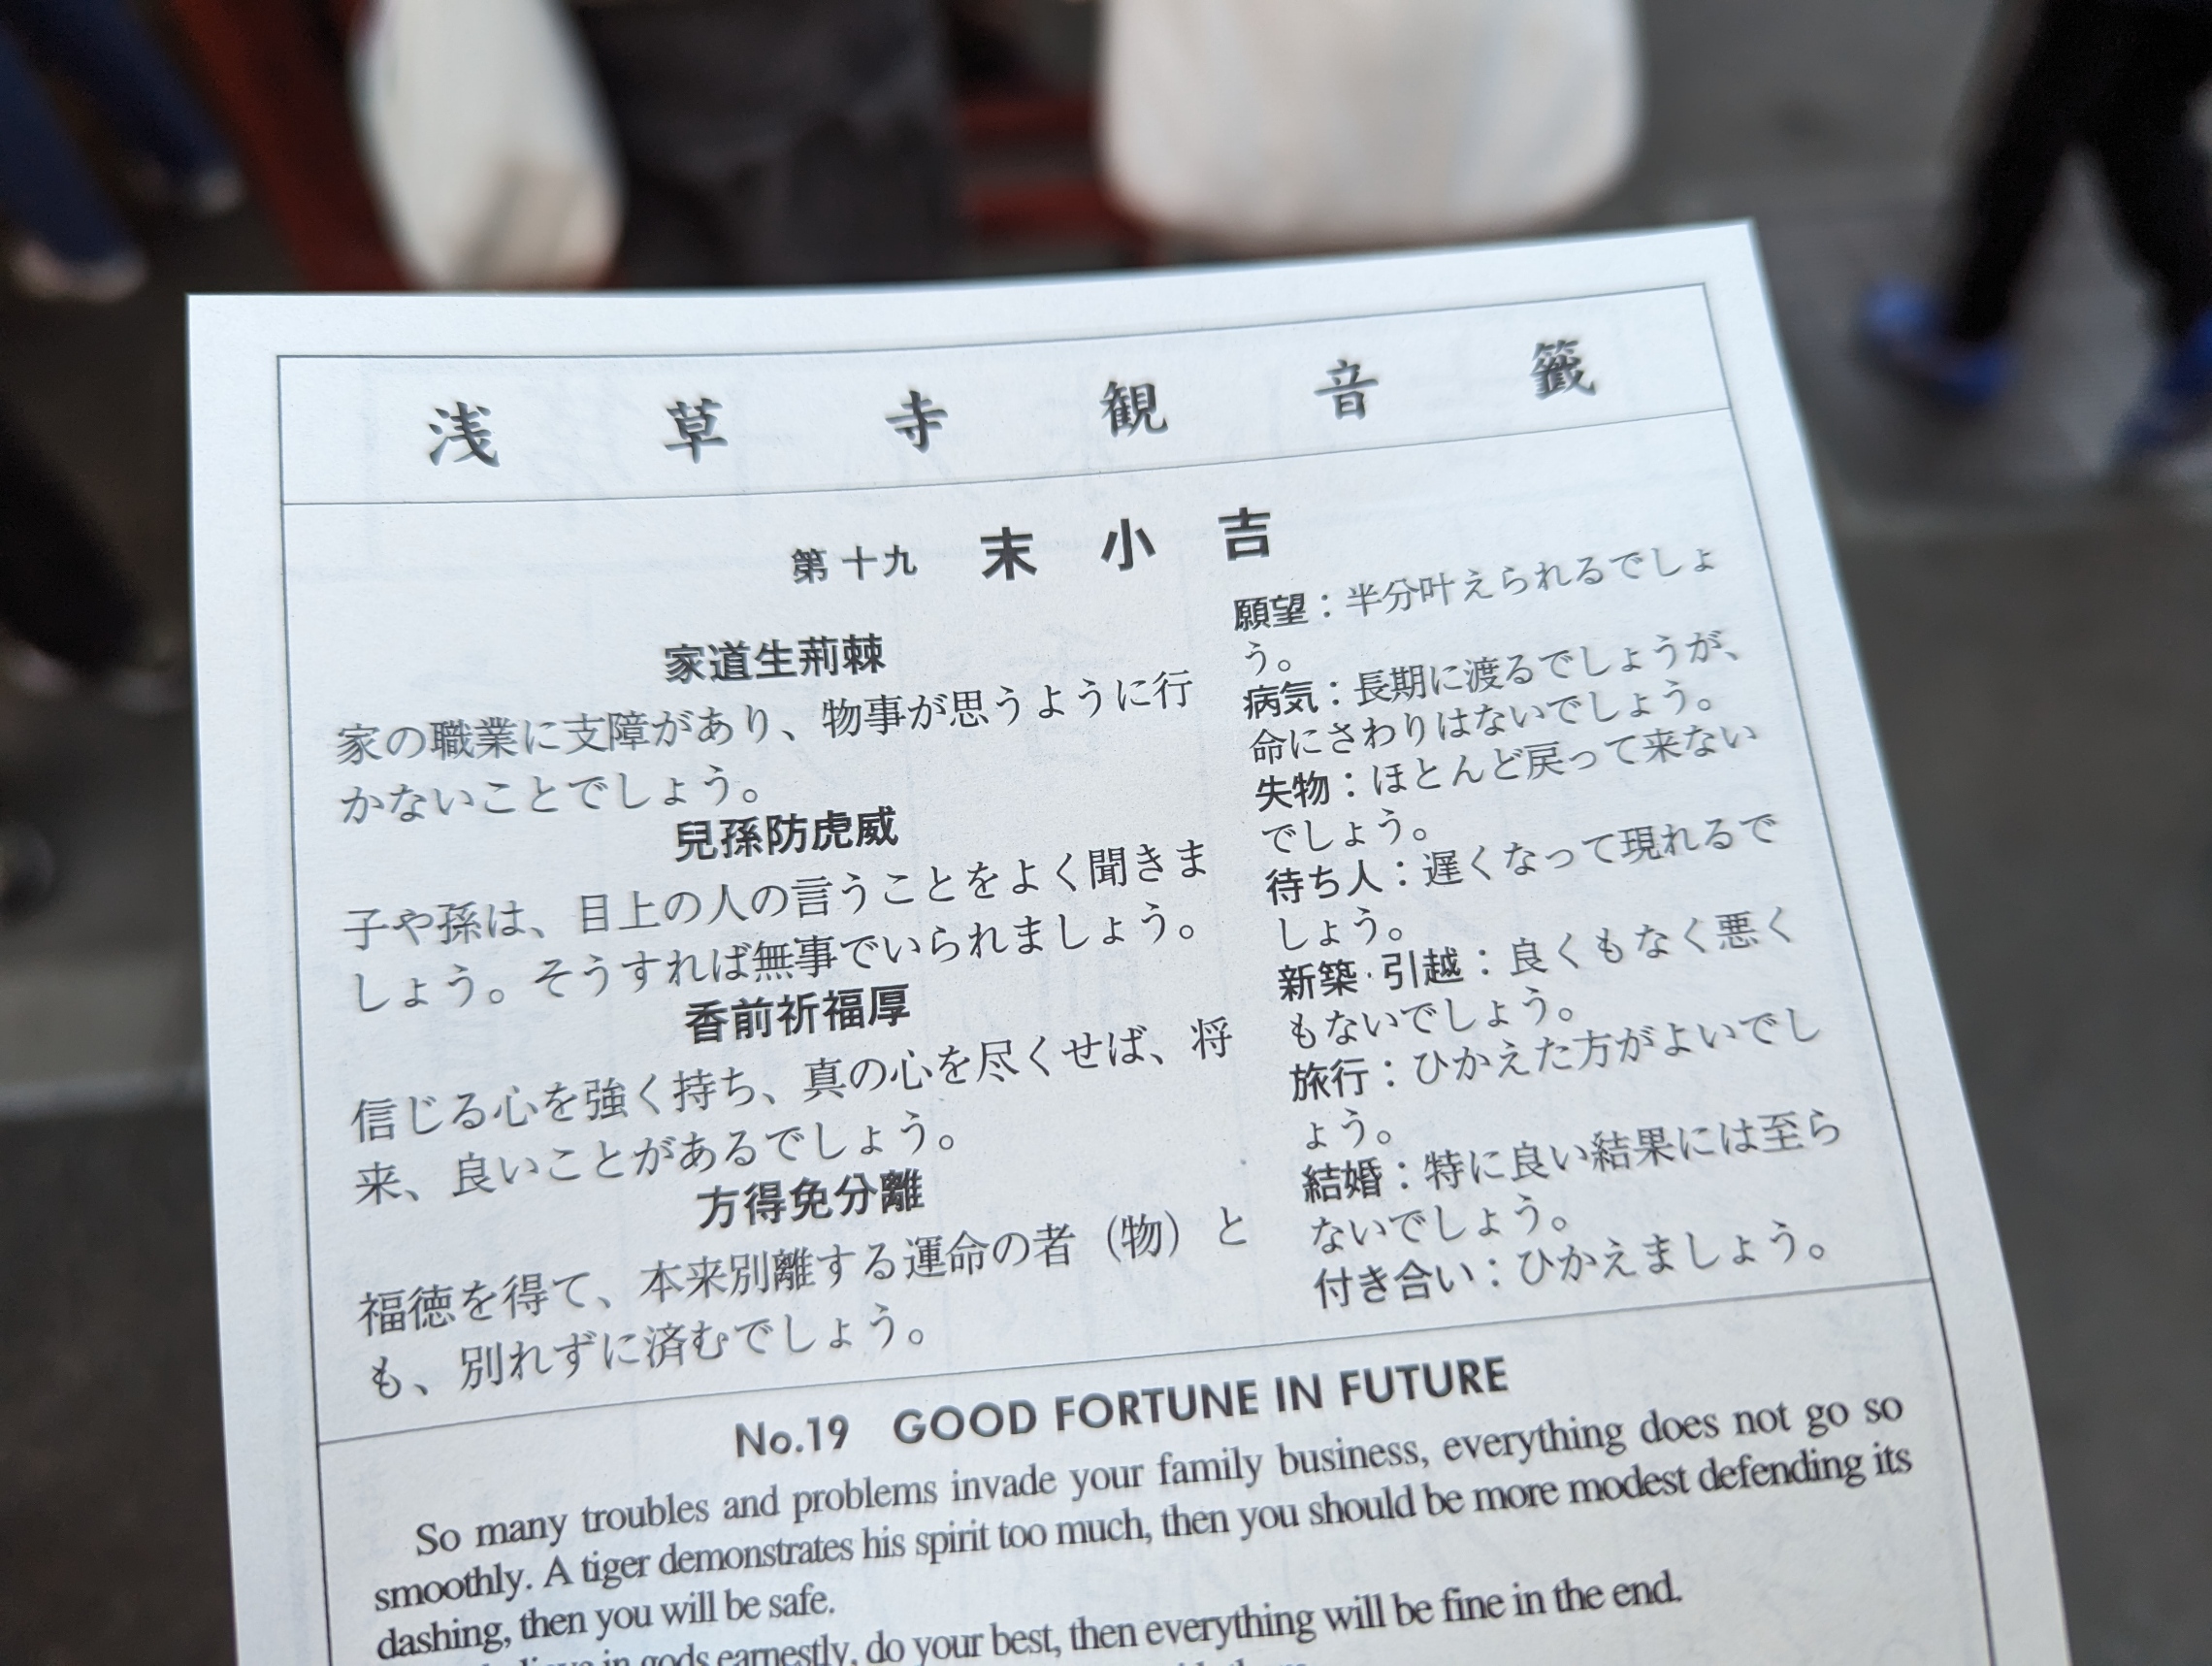 浅草寺観音籤
第十九 末小吉
家道生荊棘
家の職業に支障があり、物事が思うように行
かないことでしょう。
兒孫防虎威
子や孫は、目上の人の言うことをよく聞きま
しょう。そうすれば無事でいられましょう。
香前祈福厚
信じる心を強く持ち、真の心を尽くせば、将
来、良いことがあるでしょう。
方得免分離
福徳を得て、本来別離する運命の者（物）と
も、別れずに済むでしょう。
願望：半分叶えられるでしょ
う。
病気：長期に渡るでしょうが、
命にさわりはないでしょう。
失物：ほとんど戻って来ない
でしょう。
待ち人：遅くなって現れるで
しょう。
新築·引越：良くもなく悪く
もないでしょう。
旅行：ひかえた方がよいでし
ょう。
結婚：特に良い結果には至ら
ないでしょう。
付き合い：ひかえましょう。
No.19 GOOD FORTUNE IN FUTURE
So many troubles and problems invade your family business, everything does not go so
smoothly. A tiger demonstrates his spirit too much, then you should be more modest defending its
dashing, then you will be safe.
in gods earnestly, do your best, then everything will be fine in the end.